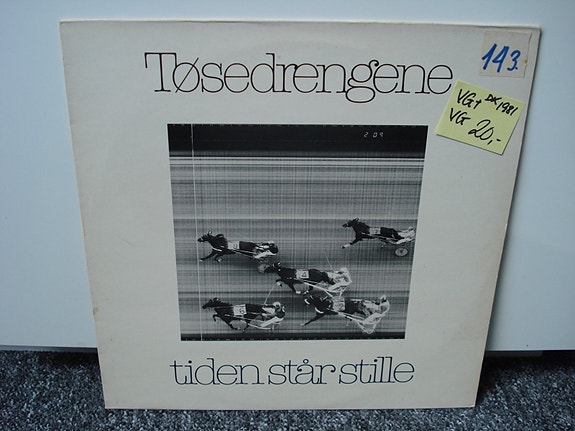 Tøsedrengene
143.
VG+ DK 1981
VG 20,-
2 09
tiden står stille